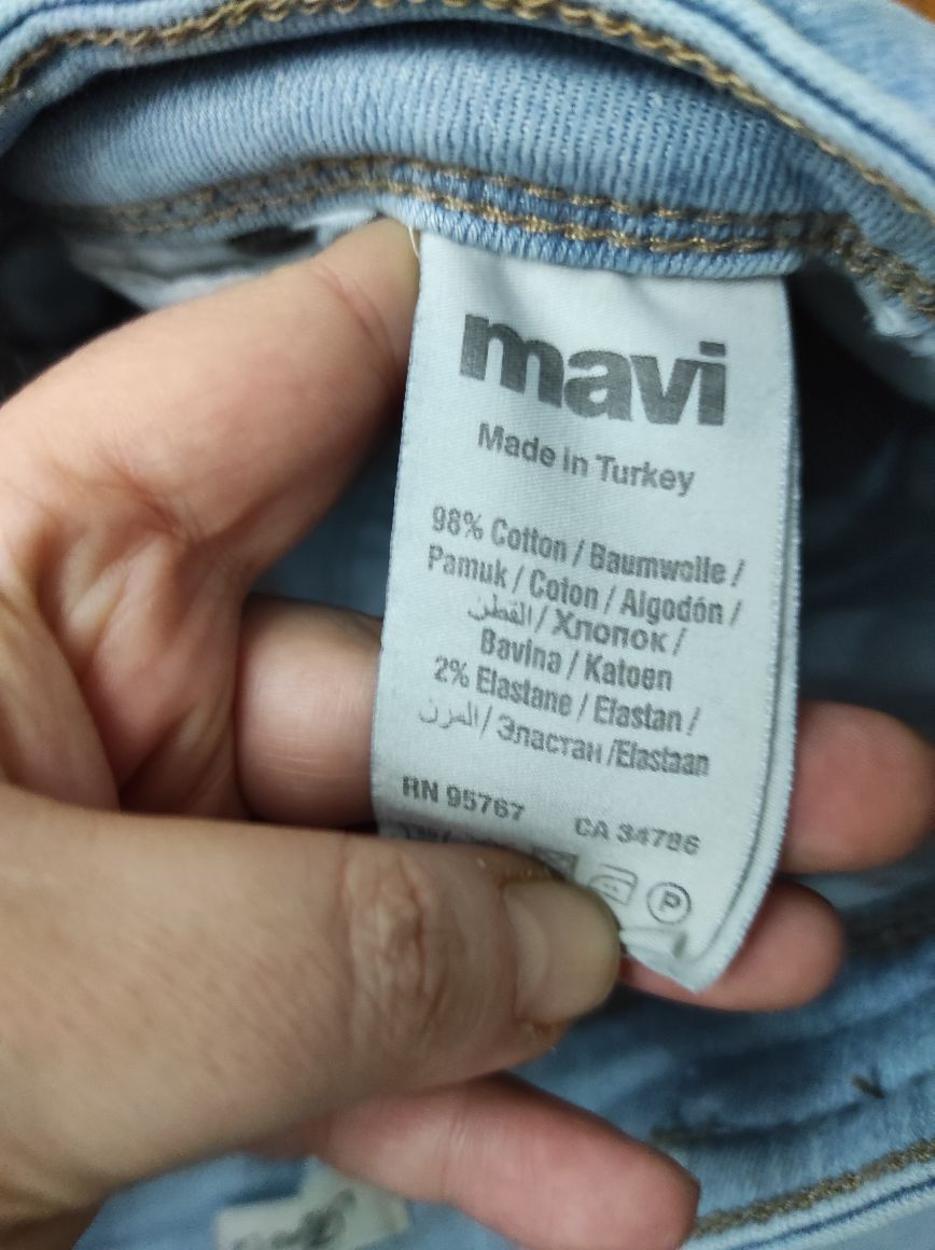 mavi
Made in Turkey
98% Cotton / Baumwolle /
Pamuk / Coton / Algodón /
القطن / Хлопок /
Bavlna / Katoen
2% Elastane / Elastan /
المرن / Эластан /Elastaan
RN 95767 CA 34786
P